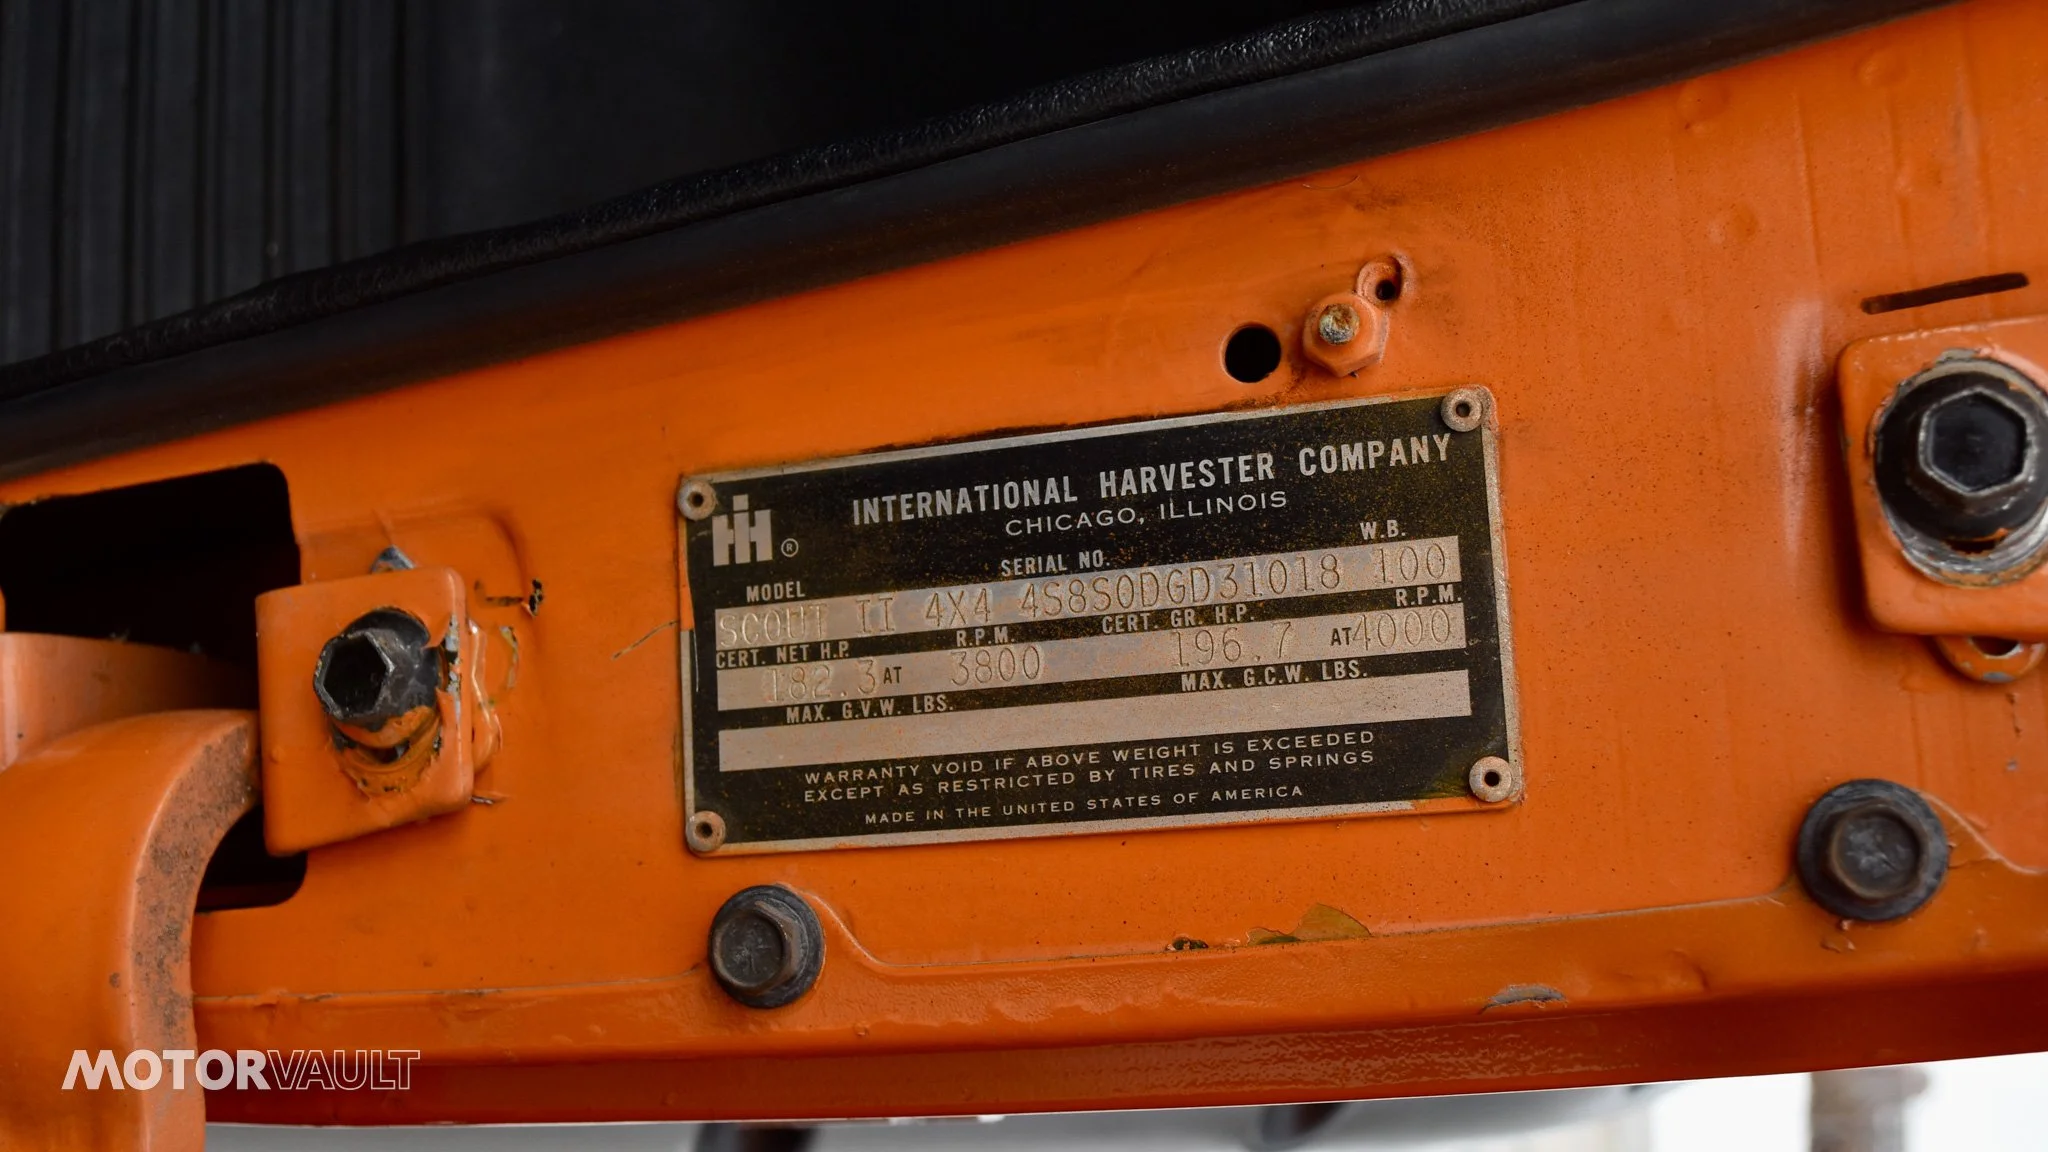 IH ®
INTERNATIONAL HARVESTER COMPANY
CHICAGO, ILLINOIS
MODEL SERIAL NO. W.B.
SCOUT II 4X4 4S8S0DGD31018 100
CERT. NET H.P. R.P.M. CERT. GR. H.P. R.P.M.
182.3 AT 3800 196.7 AT 4000
MAX. G.V.W. LBS. MAX. G.C.W. LBS.
WARRANTY VOID IF ABOVE WEIGHT IS EXCEEDED
EXCEPT AS RESTRICTED BY TIRES AND SPRINGS
MADE IN THE UNITED STATES OF AMERICA
MOTORVAULT